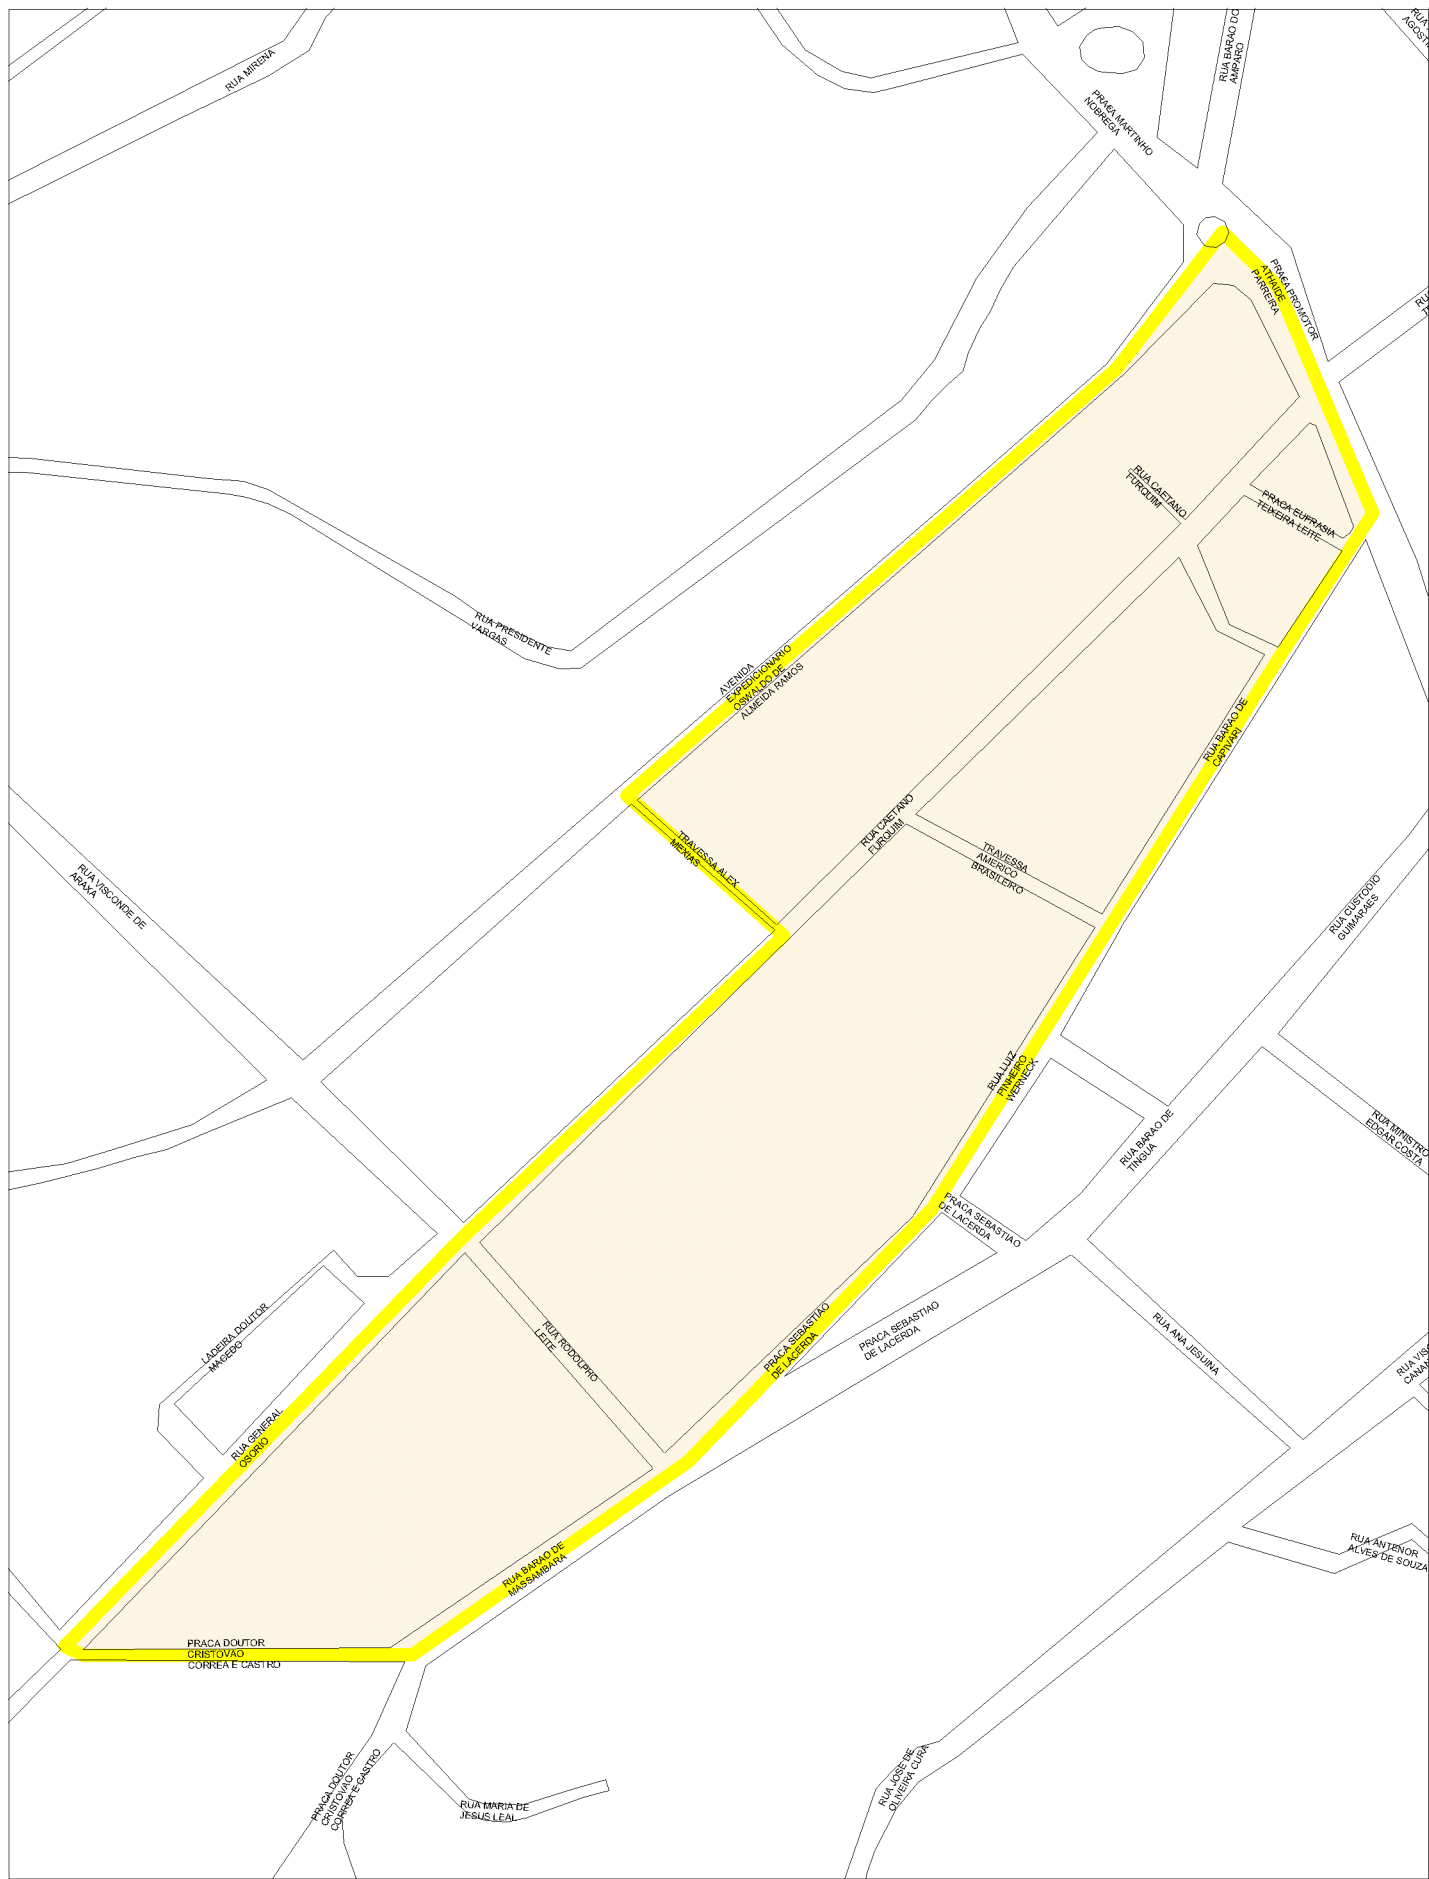 RUA MIRENA
RUA BARAO DO
AMPARO
PRAÇA MARTINHO
NOBREGA
PRAÇA PROMOTOR
ATHAIDE
PARREIRA
RUA CAETANO
FURQUIM
PRACA EUFRASIA
TEIXEIRA LEITE
RUA PRESIDENTE
VARGAS
AVENIDA
EXPEDICIONARIO
OSWALDO DE
ALMEIDA RAMOS
RUA BARAO DE
CAPIVARI
TRAVESSA ALEX
MEXIAS
RUA CAETANO
FURQUIM
TRAVESSA
AMERICO
BRASILEIRO
RUA VISCONDE DE
ARAXA
RUA CUSTODIO
GUIMARAES
RUA LUIZ
PINHEIRO
WERNECK
RUA BARAO DE
TINGUA
RUA MINISTRO
EDGAR COSTA
PRACA SEBASTIAO
DE LACERDA
LADEIRA DOUTOR
MACEDO
RUA RODOLPHO
LEITE
PRACA SEBASTIAO
DE LACERDA
PRACA SEBASTIAO
DE LACERDA
RUA ANA JESUINA
RUA GENERAL
OSORIO
RUA BARAO DE
MASSAMBARA
RUA ANTENOR
ALVES DE SOUZA
PRACA DOUTOR
CRISTOVAO
CORREA E CASTRO
PRACA DOUTOR
CRISTOVAO
CORREA E CASTRO
RUA MARIA DE
JESUS LEAL
RUA JOSE DE
OLIVEIRA CURA